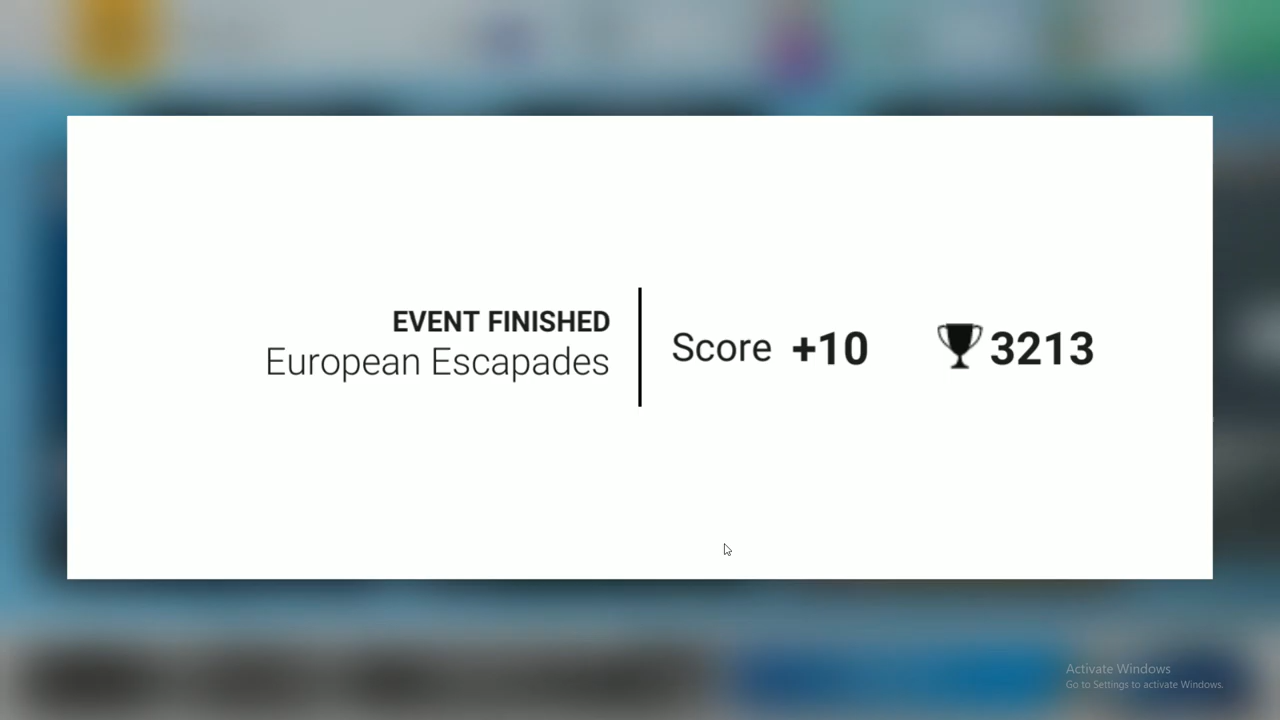 EVENT FINISHED
European Escapades
Score +10 3213
Activate Windows
Go to Settings to activate Windows.